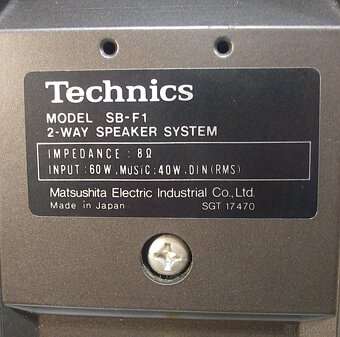 Technics
MODEL SB-F1
2-WAY SPEAKER SYSTEM
IMPEDANCE : 8Ω
INPUT : 60W, MUSIC; 40W, DIN (RMS)
Matsushita Electric Industrial Co., Ltd.
Made in Japan SGT 17470